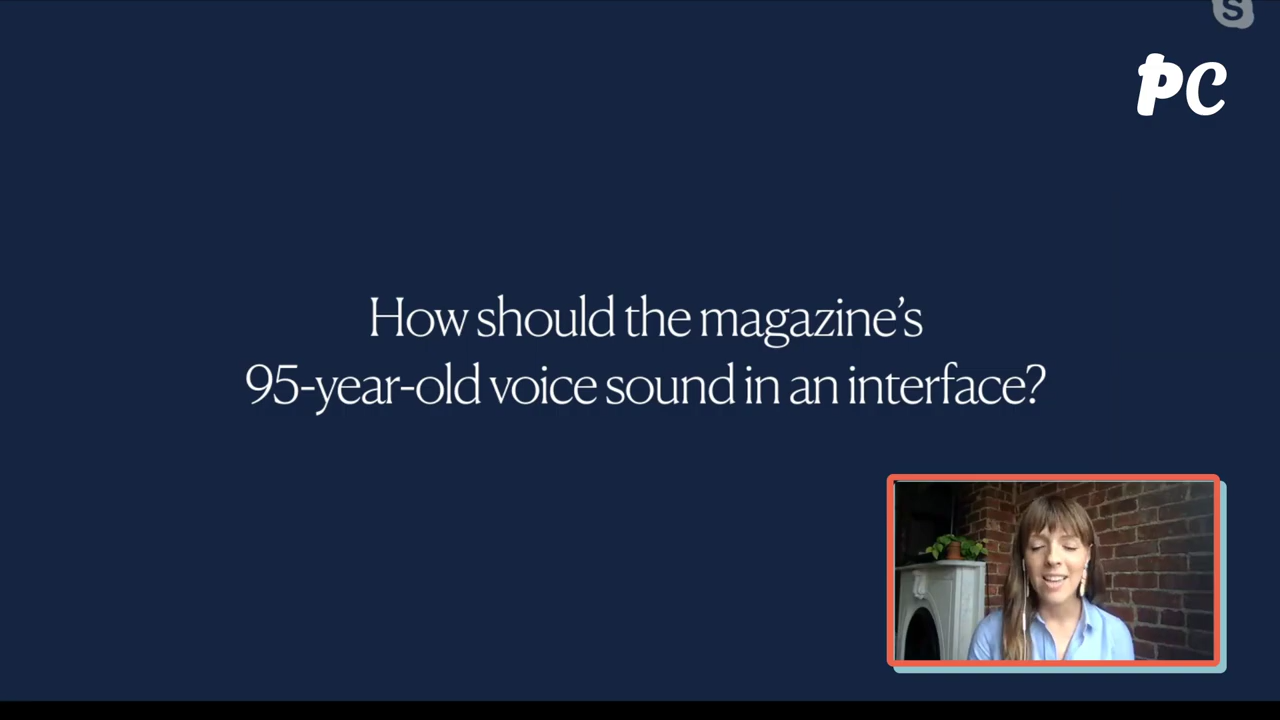 S
PC
How should the magazine’s
95-year-old voice sound in an interface?